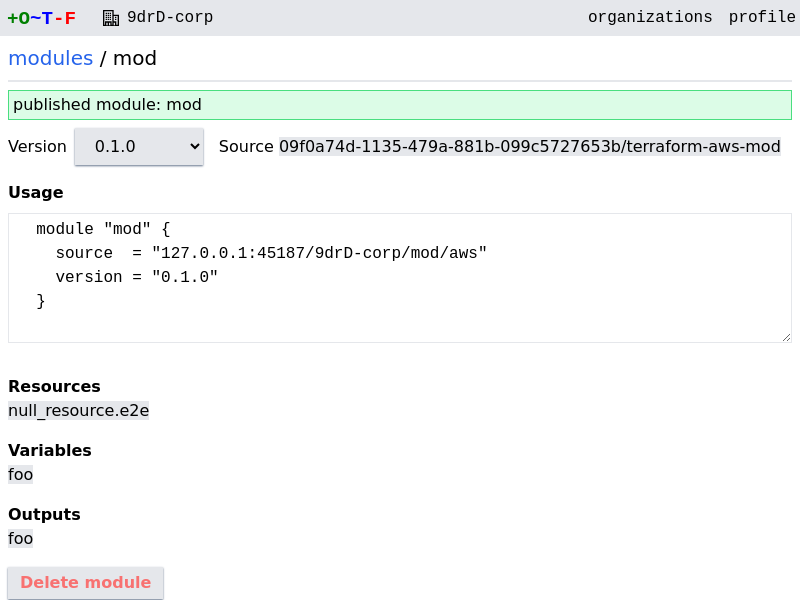 +O~T-F 9drD-corp organizations profile
modules / mod
published module: mod
Version 0.1.0 Source 09f0a74d-1135-479a-881b-099c5727653b/terraform-aws-mod
Usage
module "mod" {
  source  = "127.0.0.1:45187/9drD-corp/mod/aws"
  version = "0.1.0"
}
Resources
null_resource.e2e
Variables
foo
Outputs
foo
Delete module